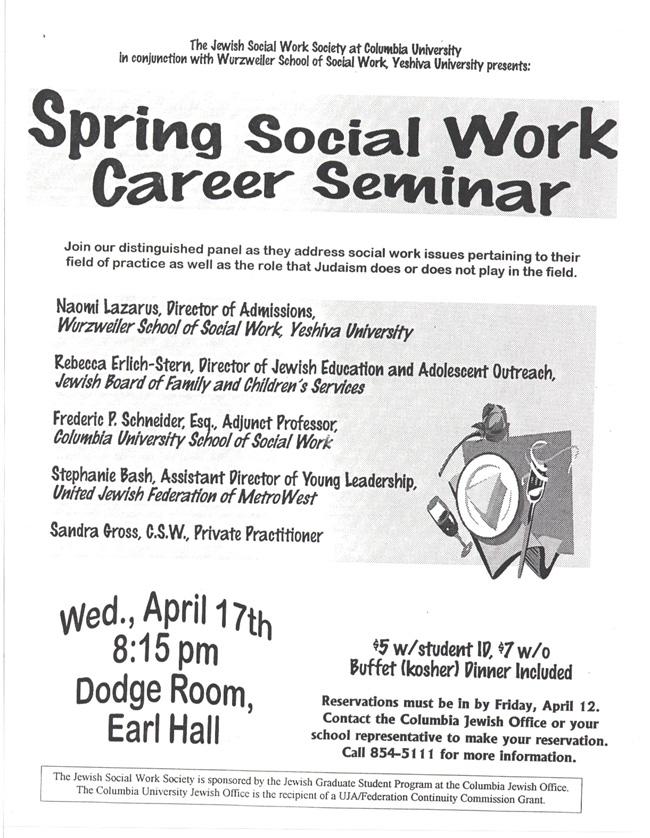 The Jewish Social Work Society at Columbia University
in conjunction with Wurzweiler School of Social Work, Yeshiva University presents:
Spring Social Work
Career Seminar
Join our distinguished panel as they address social work issues pertaining to their
field of practice as well as the role that Judaism does or does not play in the field.
Naomi Lazarus, Director of Admissions,
Wurzweiler School of Social Work, Yeshiva University
Rebecca Erlich-Stern, Director of Jewish Education and Adolescent Outreach,
Jewish Board of Family and Children's Services
Frederic P. Schneider, Esq., Adjunct Professor,
Columbia University School of Social Work
Stephanie Bash, Assistant Director of Young Leadership,
United Jewish Federation of MetroWest
Sandra Gross, C.S.W., Private Practitioner
Wed., April 17th
8:15 pm
Dodge Room,
Earl Hall
$5 w/student ID, $7 w/o
Buffet (kosher) Dinner Included
Reservations must be in by Friday, April 12.
Contact the Columbia Jewish Office or your
school representative to make your reservation.
Call 854-5111 for more information.
The Jewish Social Work Society is sponsored by the Jewish Graduate Student Program at the Columbia Jewish Office.
The Columbia University Jewish Office is the recipient of a UJA/Federation Continuity Commission Grant.